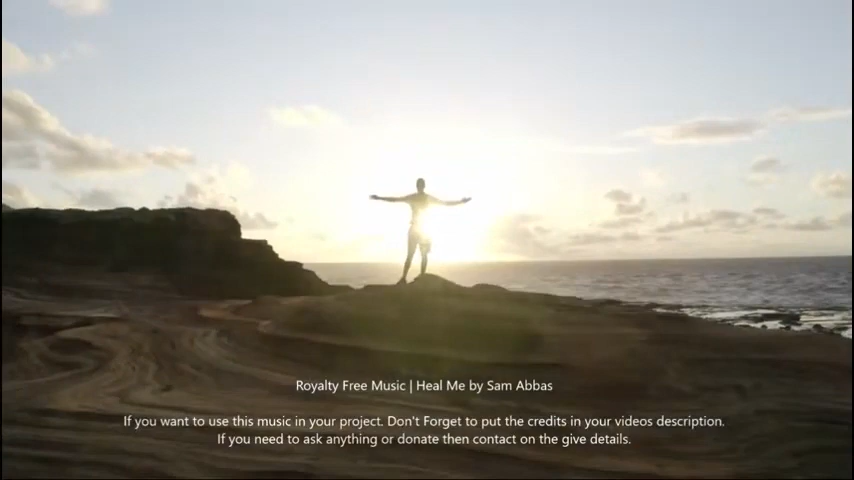 Royalty Free Music | Heal Me by Sam Abbas
If you want to use this music in your project. Don't Forget to put the credits in your videos description.
If you need to ask anything or donate then contact on the give details.